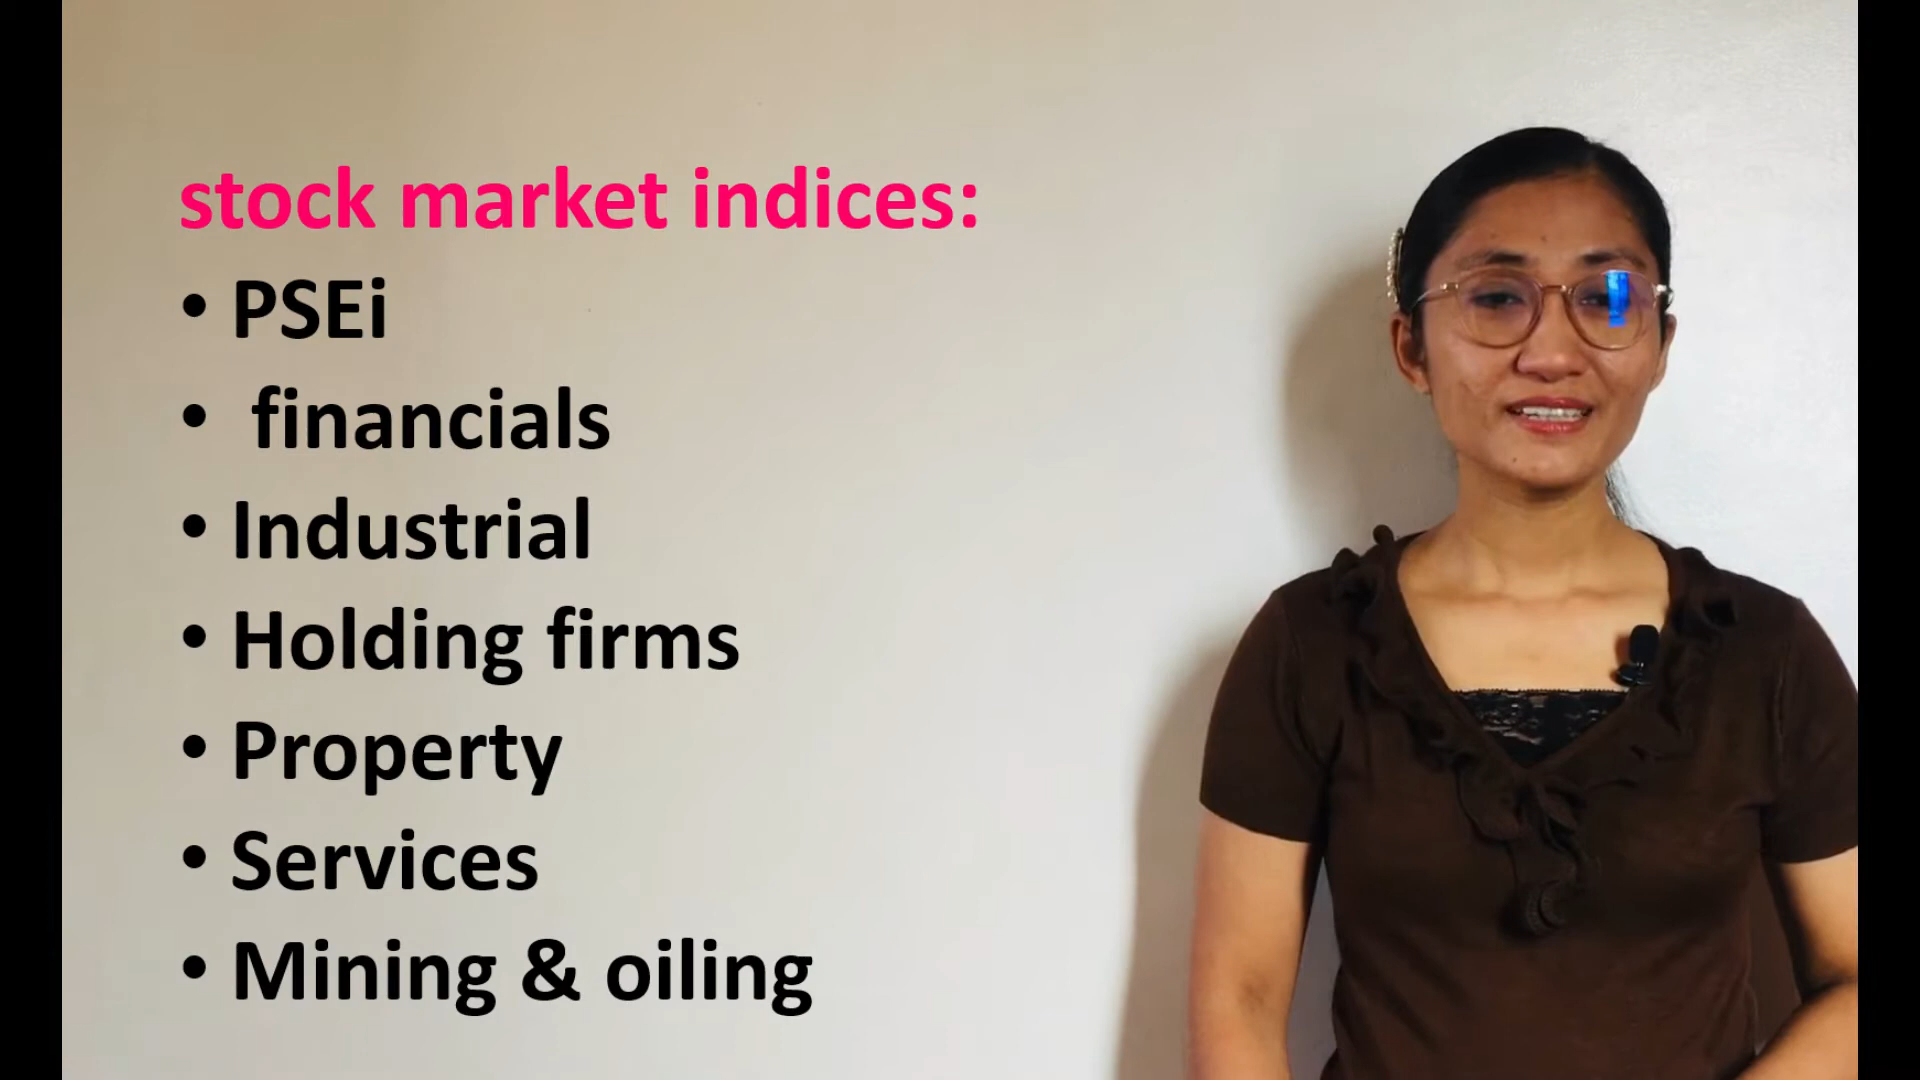 stock market indices:
• PSEi
• financials
• Industrial
• Holding firms
• Property
• Services
• Mining & oiling